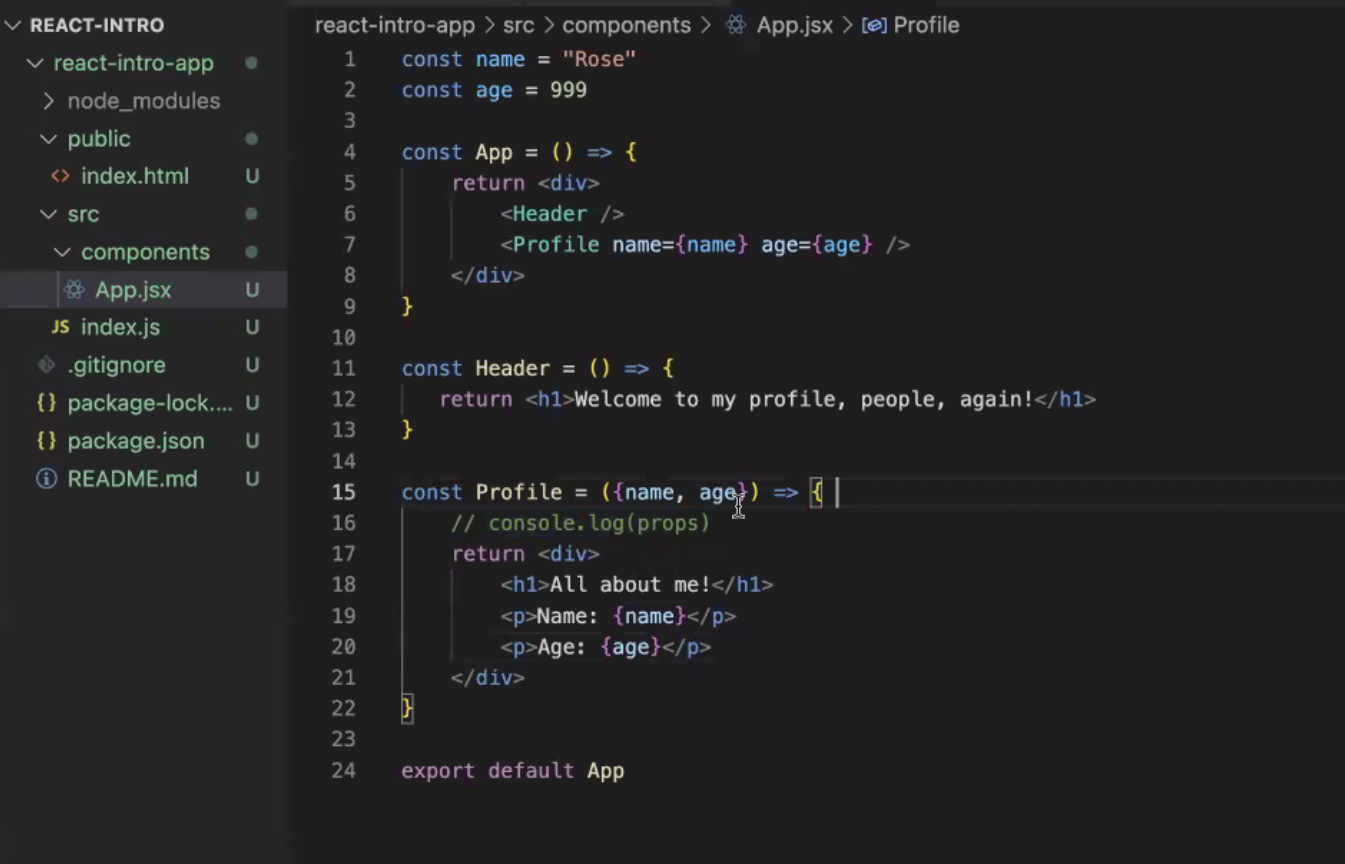 REACT-INTRO
react-intro-app
node_modules
public
index.html U
src
components
App.jsx U
index.js U
.gitignore U
package-lock.... U
package.json U
README.md U
react-intro-app > src > components > App.jsx > Profile
1 const name = "Rose"
2 const age = 999
3
4 const App = () => {
5     return <div>
6         <Header />
7         <Profile name={name} age={age} />
8     </div>
9 }
10
11 const Header = () => {
12    return <h1>Welcome to my profile, people, again!</h1>
13 }
14
15 const Profile = ({name, age}) => {
16     // console.log(props)
17     return <div>
18         <h1>All about me!</h1>
19         <p>Name: {name}</p>
20         <p>Age: {age}</p>
21     </div>
22 }
23
24 export default App